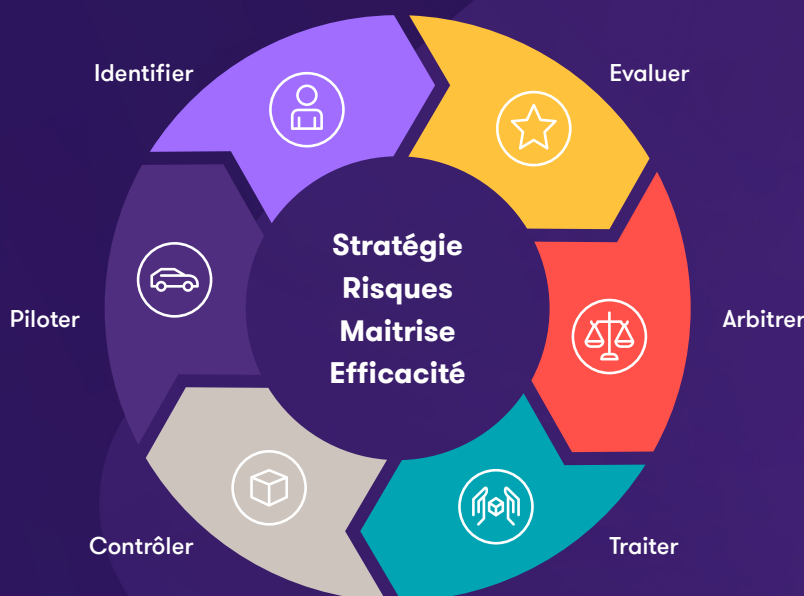 Identifier
Evaluer
Stratégie
Risques
Maitrise
Efficacité
Piloter
Arbitrer
Contrôler
Traiter